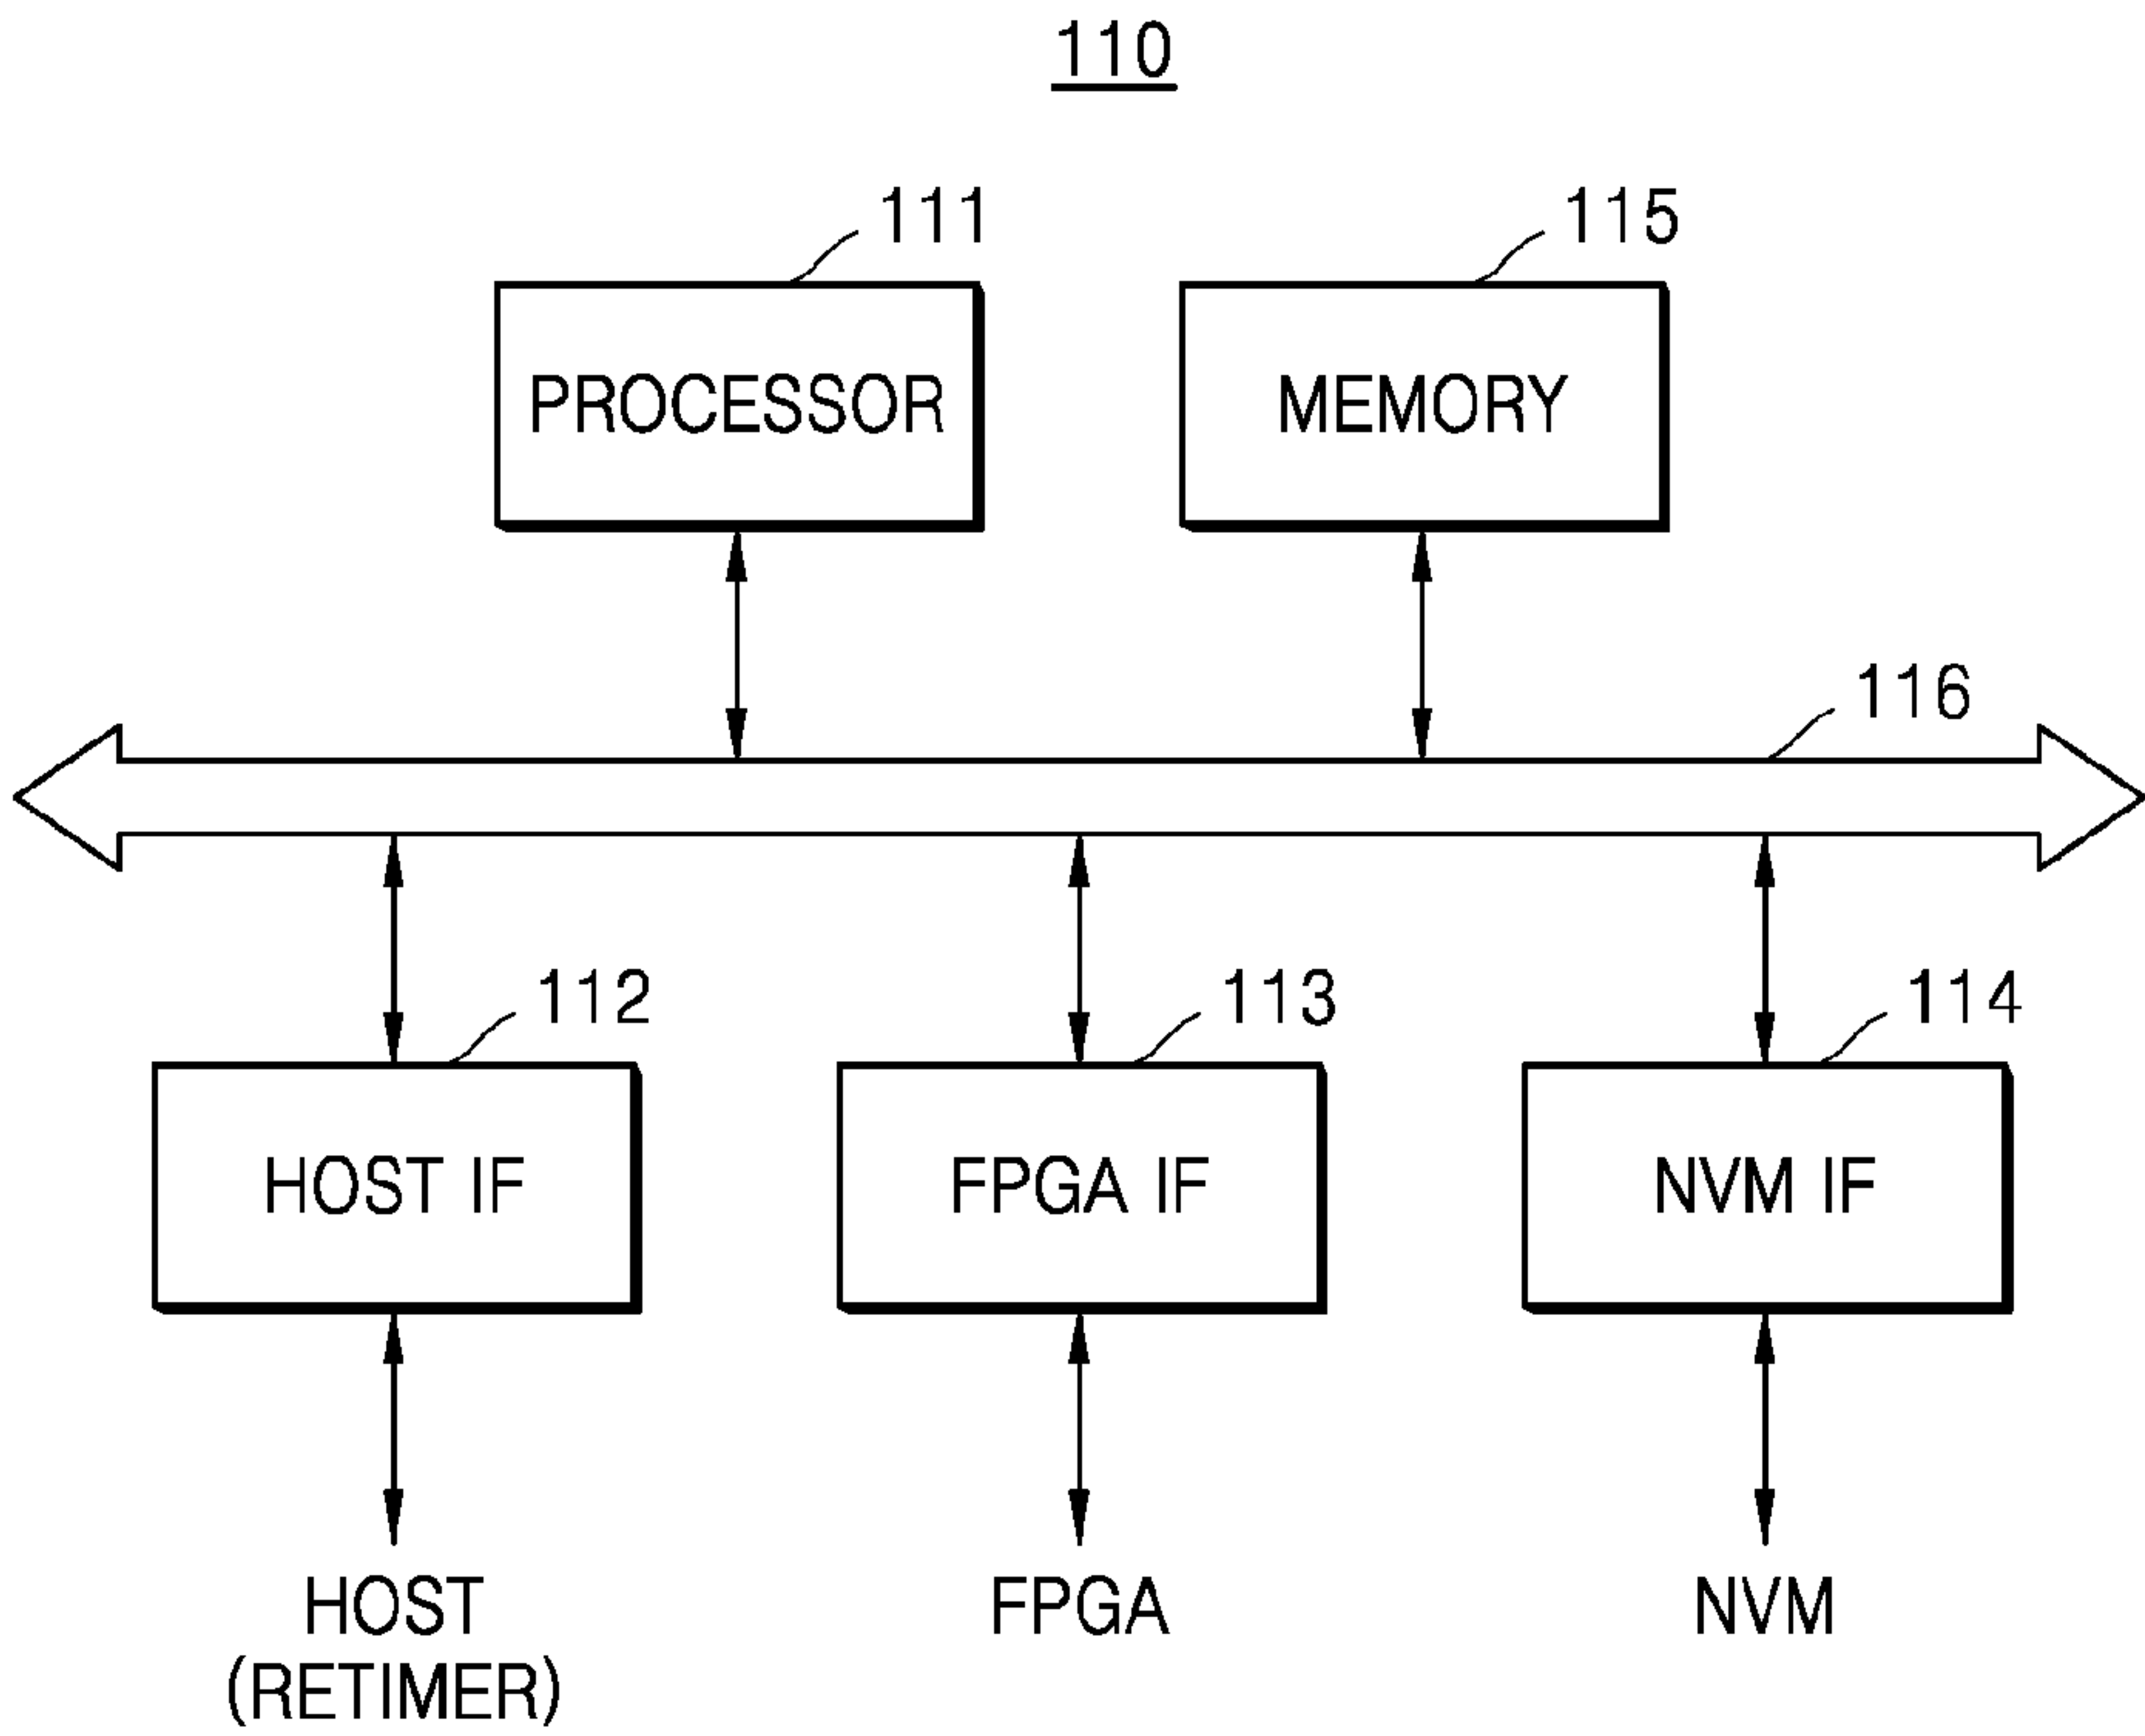 110
111
115
PROCESSOR
MEMORY
116
112
113
114
HOST IF
FPGA IF
NVM IF
HOST
(RETIMER)
FPGA
NVM